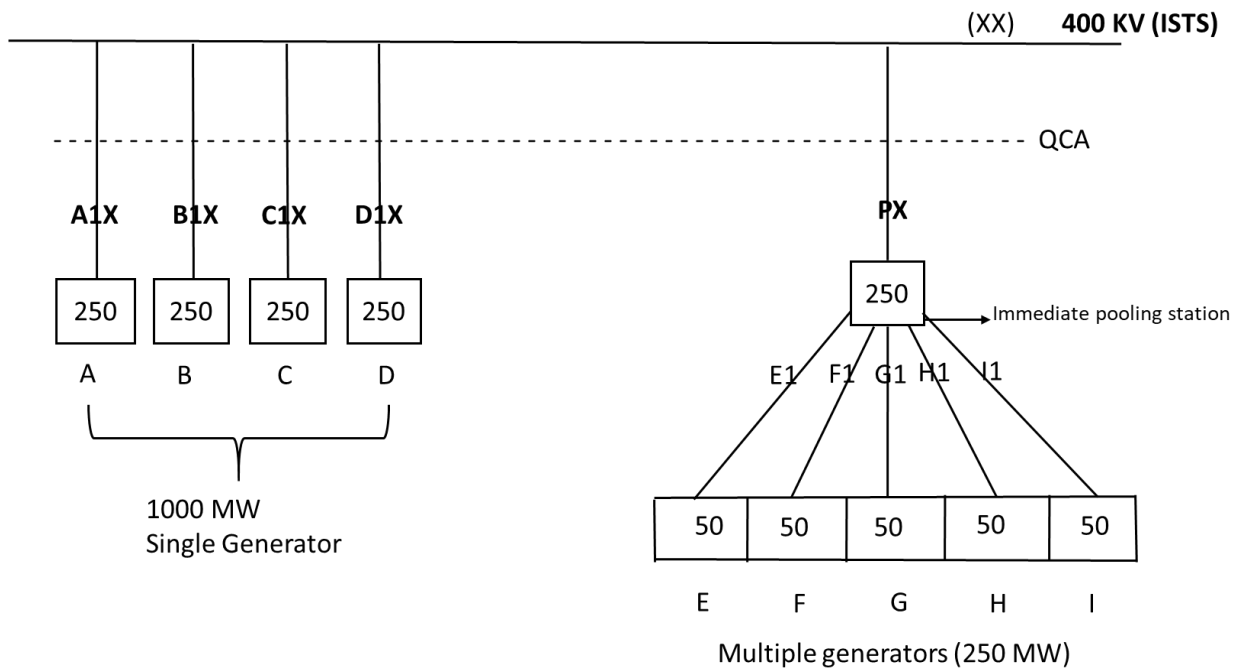 (XX) 400 KV (ISTS)
QCA
A1X B1X C1X D1X PX
250 250 250 250 250
Immediate pooling station
A B C D
E1 F1 G1 H1 I1
1000 MW
Single Generator
50 50 50 50 50
E F G H I
Multiple generators (250 MW)